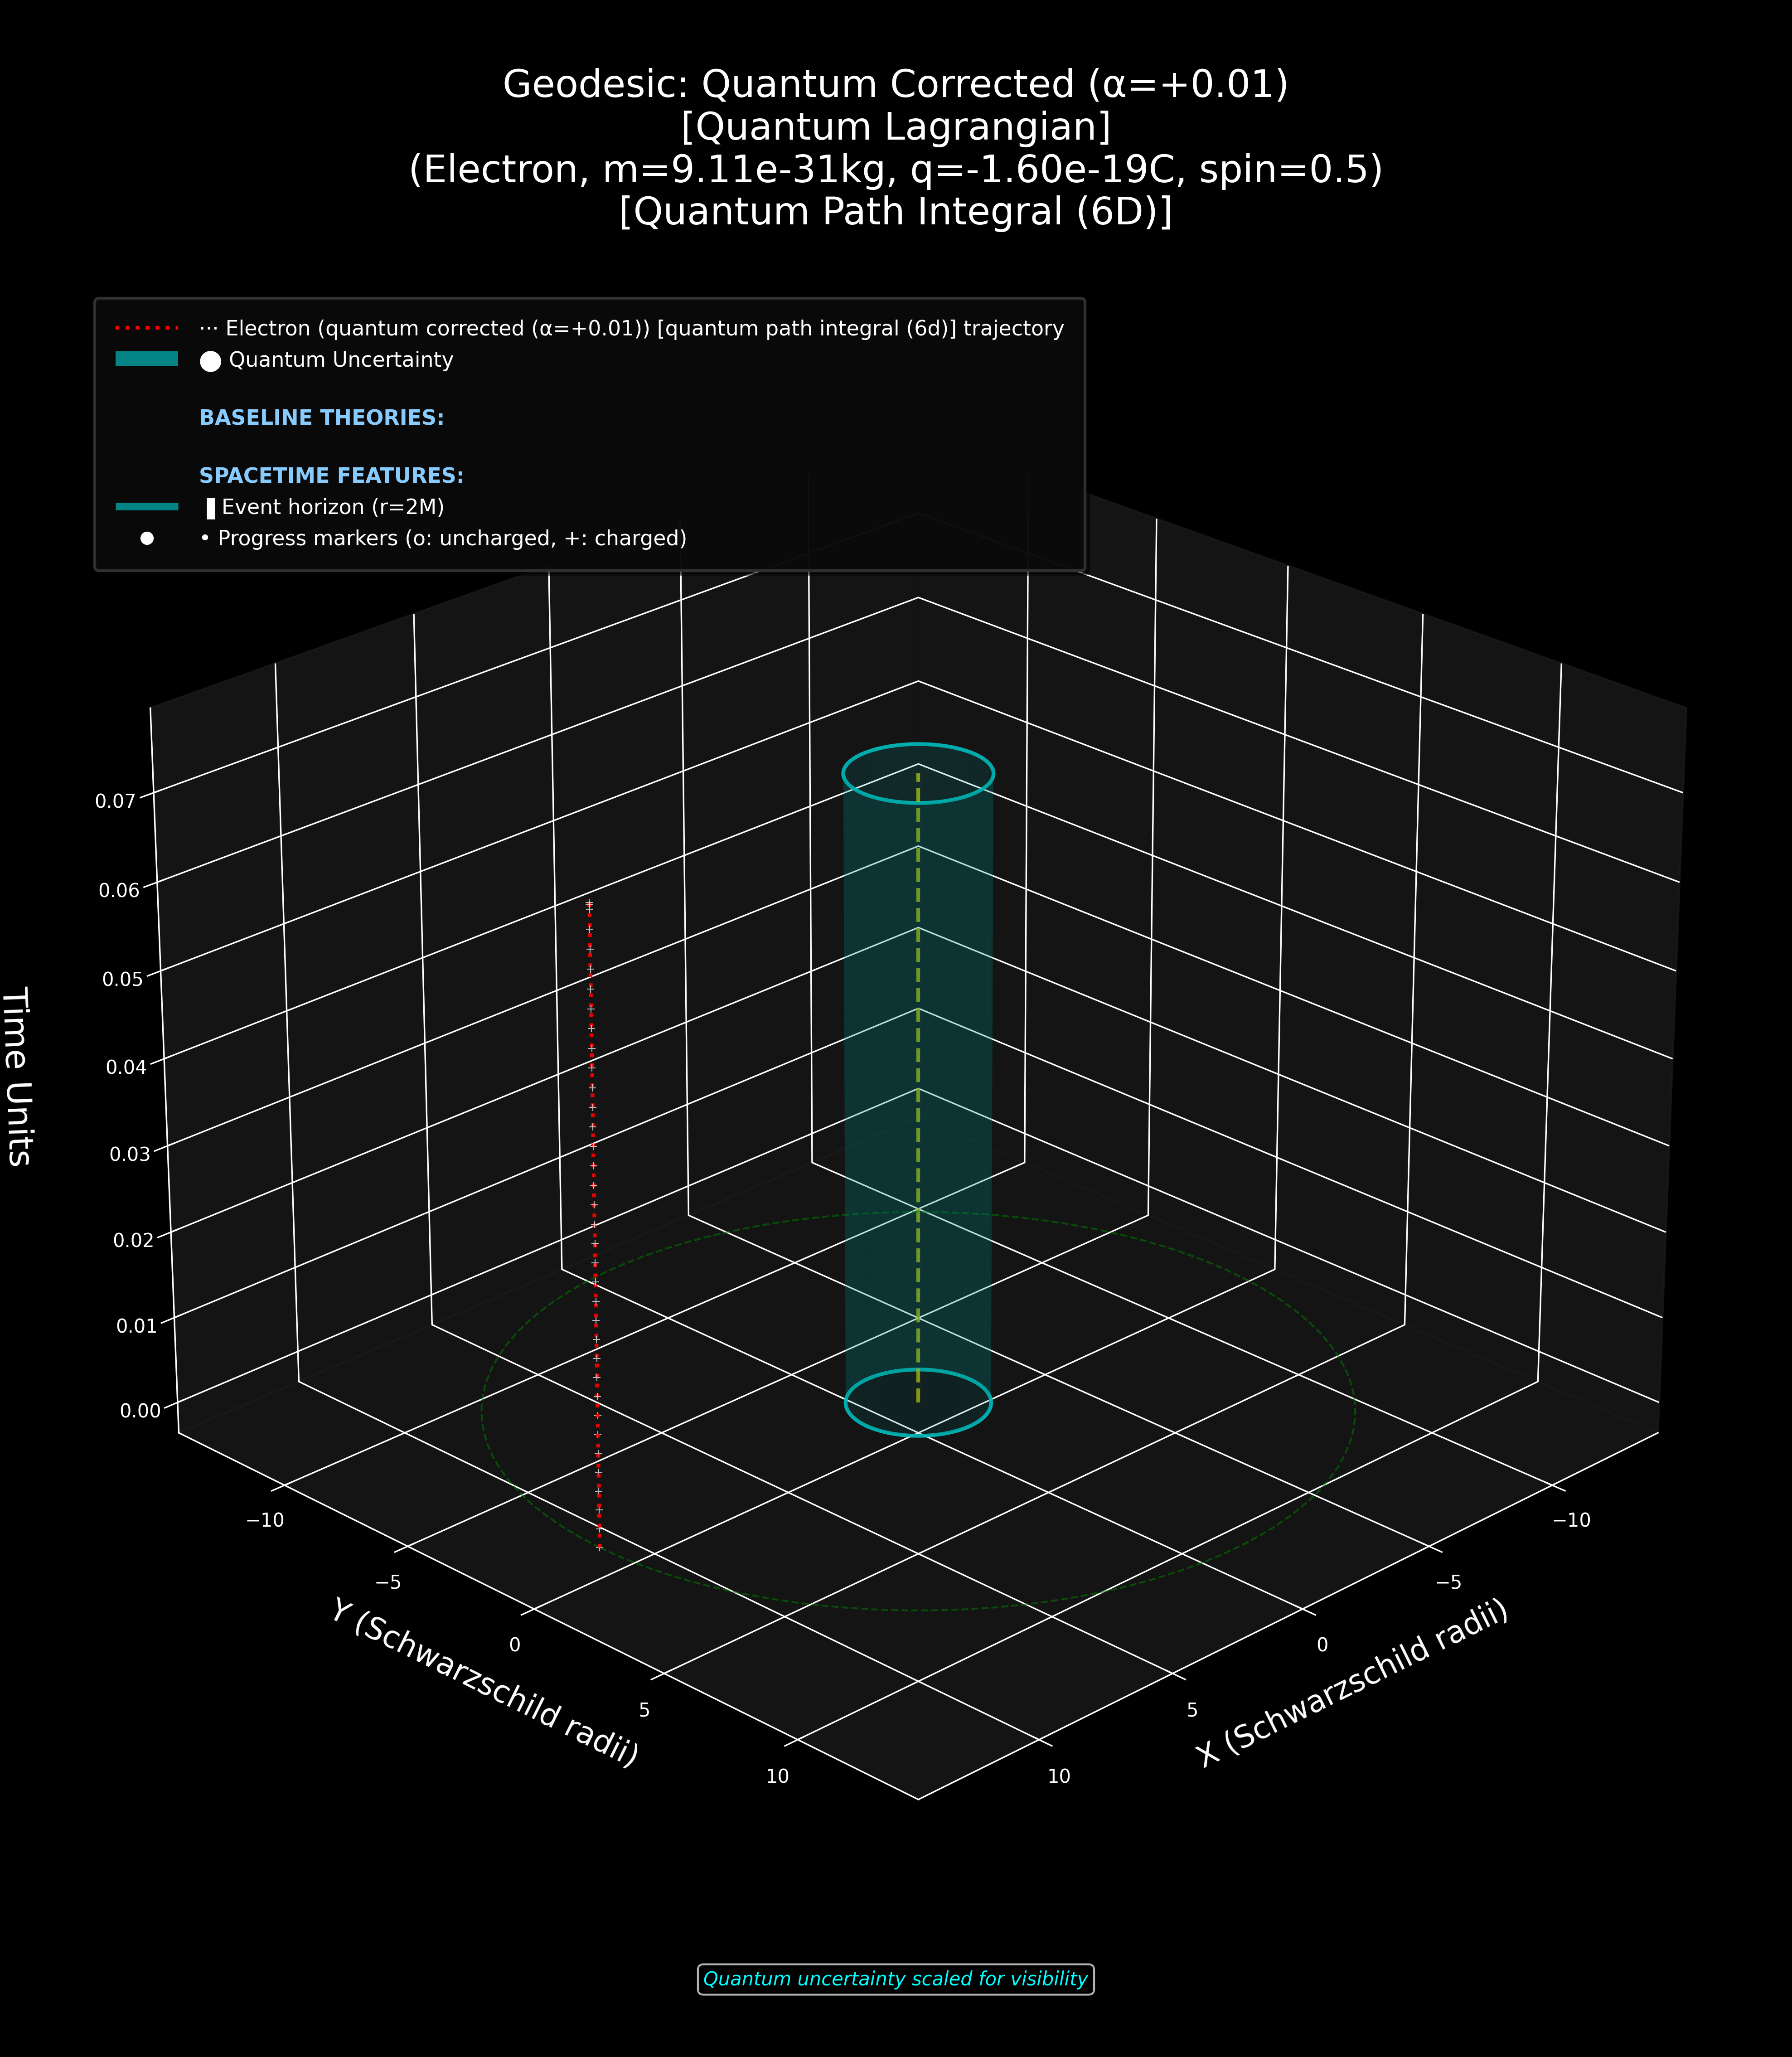 Geodesic: Quantum Corrected (α=+0.01)
[Quantum Lagrangian]
(Electron, m=9.11e-31kg, q=-1.60e-19C, spin=0.5)
[Quantum Path Integral (6D)]
··· Electron (quantum corrected (α=+0.01)) [quantum path integral (6d)] trajectory
● Quantum Uncertainty
BASELINE THEORIES:
SPACETIME FEATURES:
▐ Event horizon (r=2M)
• Progress markers (o: uncharged, +: charged)
0.07
0.06
0.05
0.04
0.03
0.02
0.01
0.00
Time Units
−10
−5
0
5
10
Y (Schwarzschild radii)
−10
−5
0
5
10
X (Schwarzschild radii)
Quantum uncertainty scaled for visibility